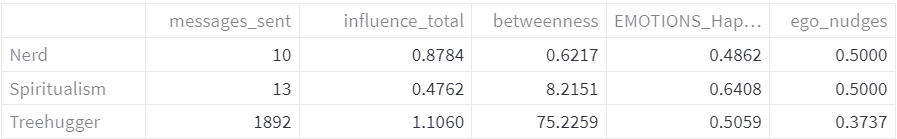 messages_sent influence_total betweenness EMOTIONS_Hap... ego_nudges
Nerd 10 0.8784 0.6217 0.4862 0.5000
Spiritualism 13 0.4762 8.2151 0.6408 0.5000
Treehugger 1892 1.1060 75.2259 0.5059 0.3737